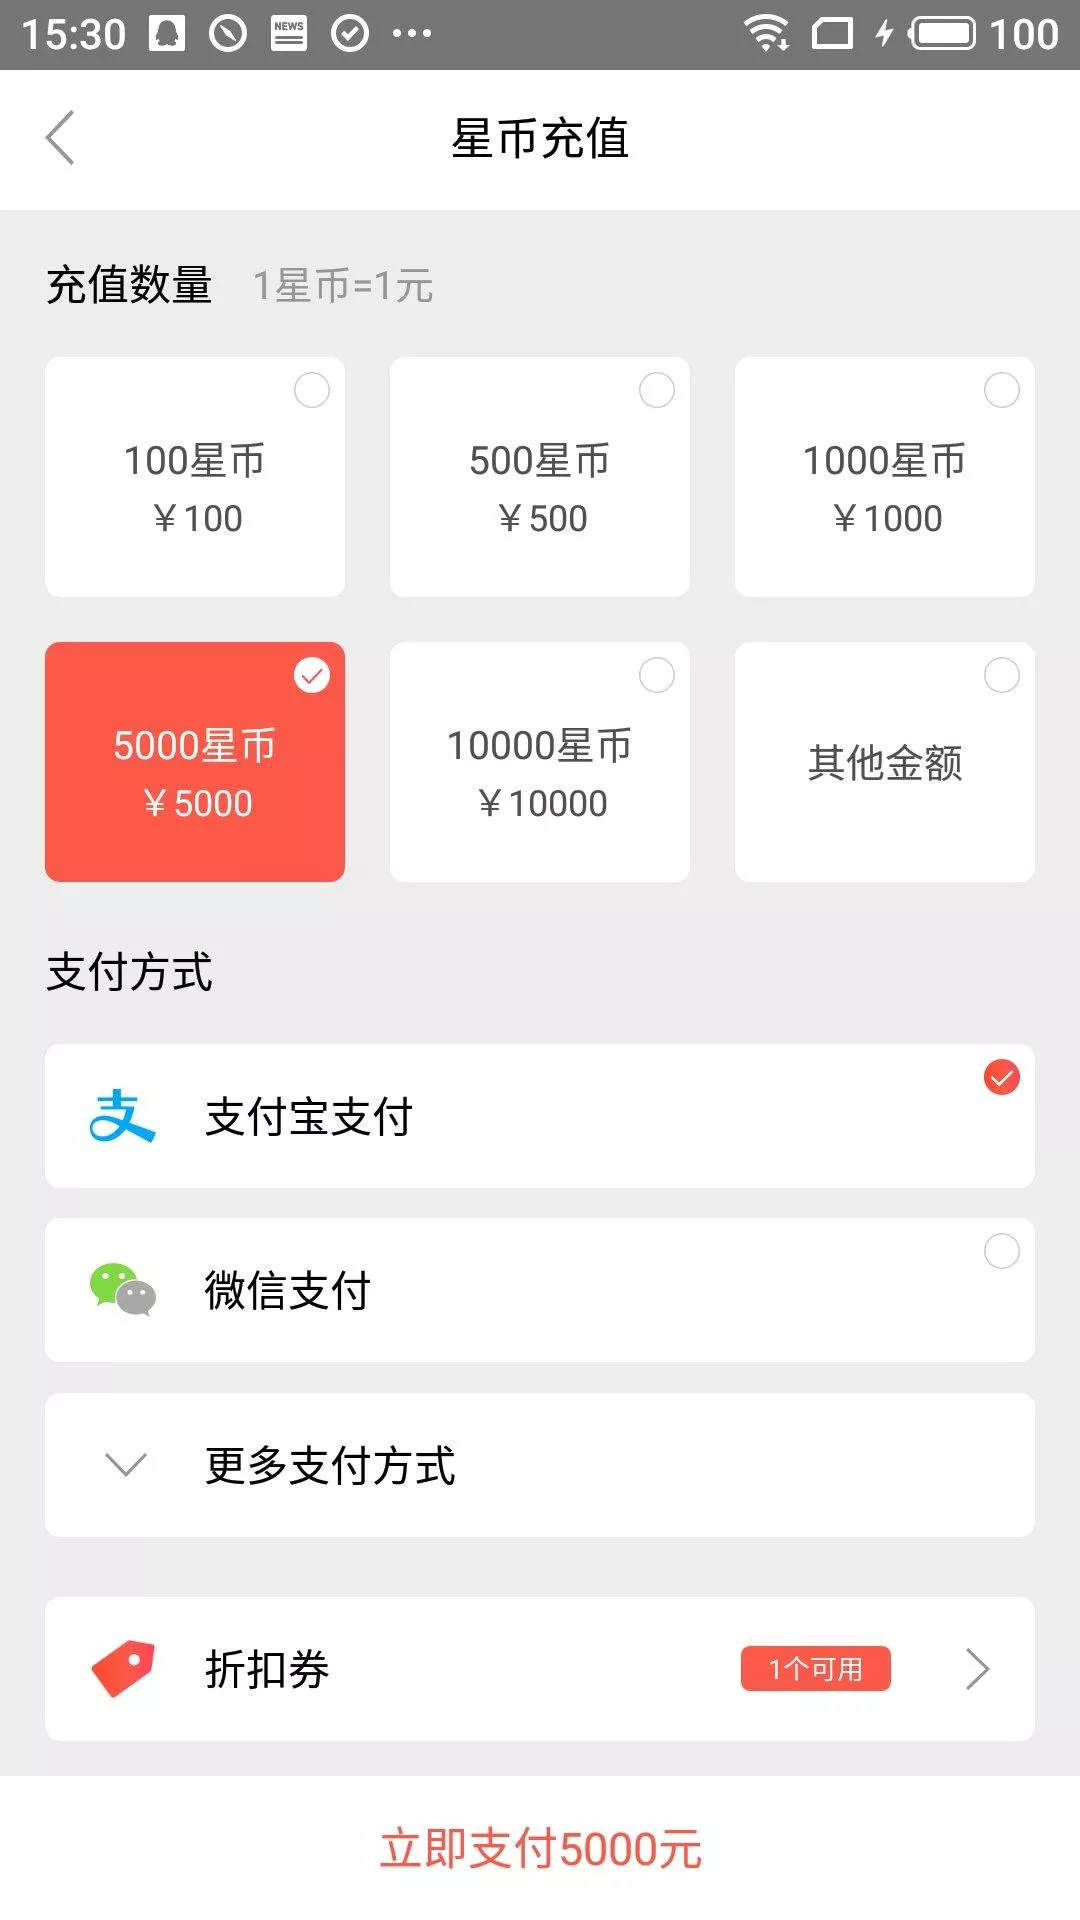 15:30 NEWS 100
星币充值
充值数量 1星币=1元
100星币 500星币 1000星币
￥100 ￥500 ￥1000
5000星币 10000星币 其他金额
￥5000 ￥10000
支付方式
支 支付宝支付
微信支付
更多支付方式
折扣券 1个可用
立即支付5000元